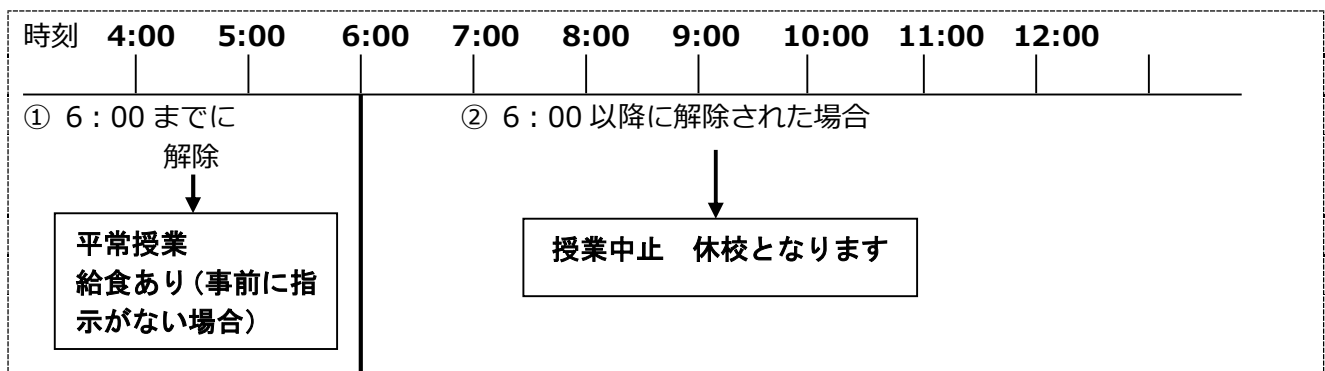 時刻 4:00 5:00 6:00 7:00 8:00 9:00 10:00 11:00 12:00
① 6：00 までに
解除
② 6：00 以降に解除された場合
平常授業
給食あり（事前に指
示がない場合）
授業中止　休校となります